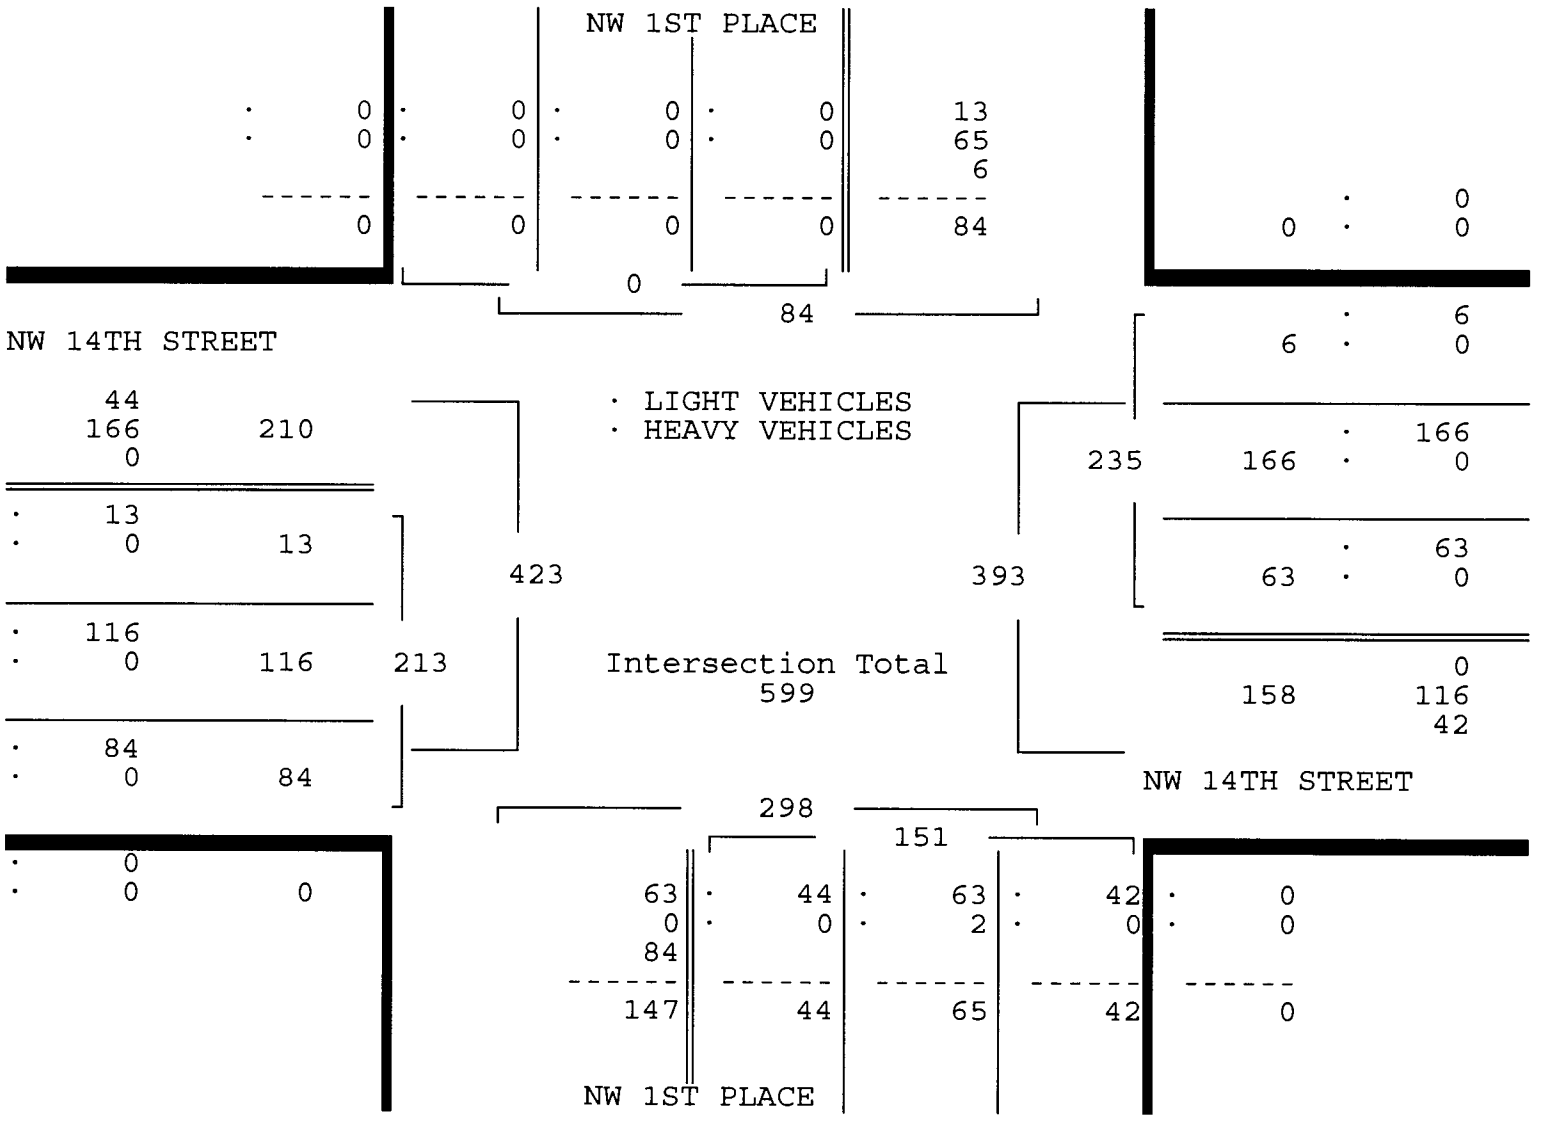 NW 1ST PLACE
· 0 · 0 · 0 · 0 13
· 0 · 0 · 0 · 0 65
6
------ ------ ------ ------ ------
· 0
0 0 0 0 84
0 · 0
0
84
· 6
NW 14TH STREET
6 · 0
44 · LIGHT VEHICLES
166 210 · HEAVY VEHICLES
· 166
0 235 166 · 0
· 13
· 0 13
· 63
423 393 63 · 0
· 116
· 0 116 213 Intersection Total 0
599 158 116
42
· 84
· 0 84
NW 14TH STREET
298
151
· 0
· 0 0
63 · 44 · 63 · 42 · 0
0 · 0 · 2 · 0 · 0
84
------ ------ ------ ------ ------
147 44 65 42 0
NW 1ST PLACE